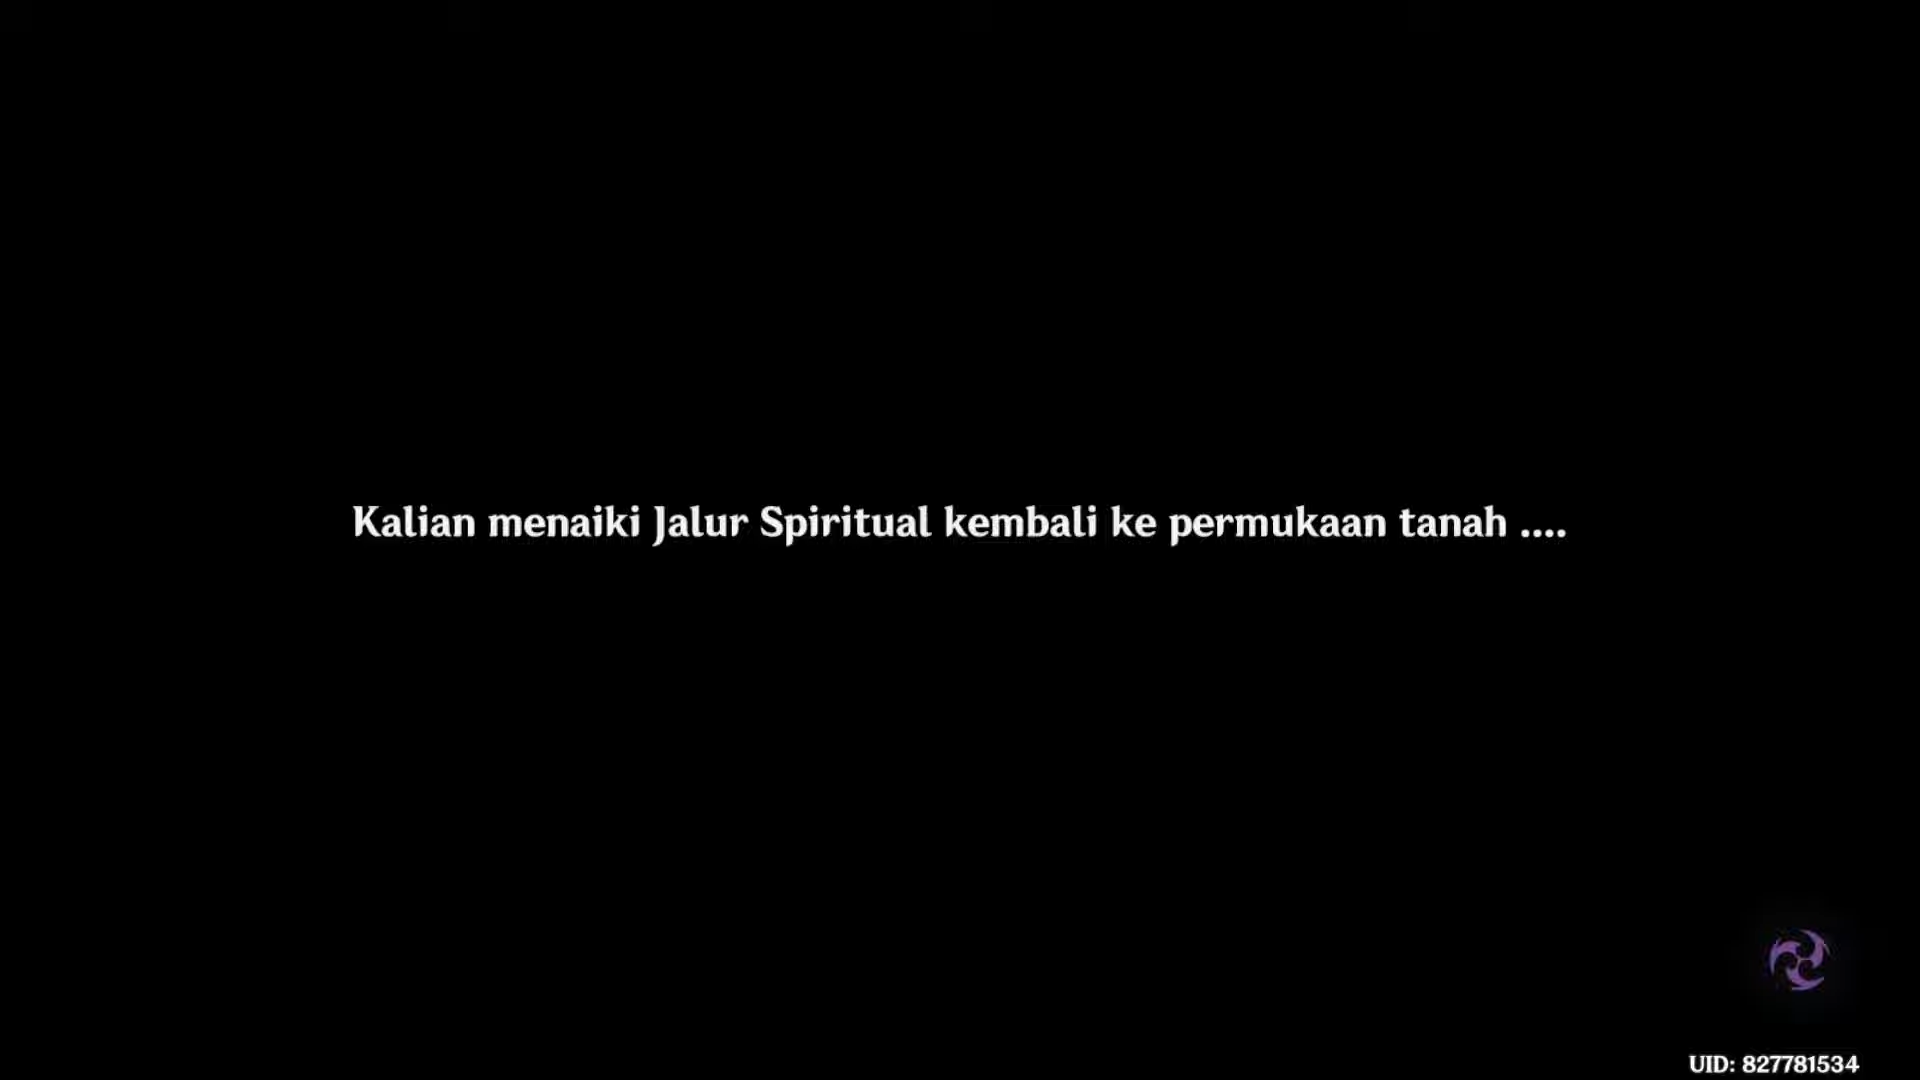 Kalian menaiki Jalur Spiritual kembali ke permukaan tanah ....
UID: 827781534